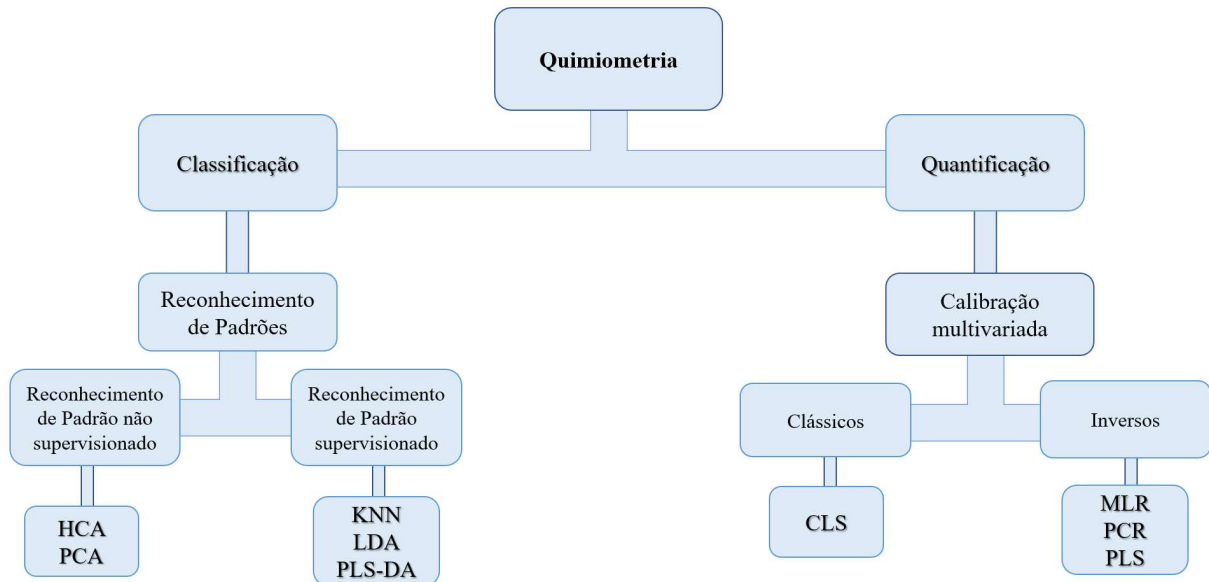 Quimiometria
Classificação
Quantificação
Reconhecimento
de Padrões
Calibração
multivariada
Reconhecimento
de Padrão não
supervisionado
Reconhecimento
de Padrão
supervisionado
Clássicos
Inversos
HCA
PCA
KNN
LDA
PLS-DA
CLS
MLR
PCR
PLS